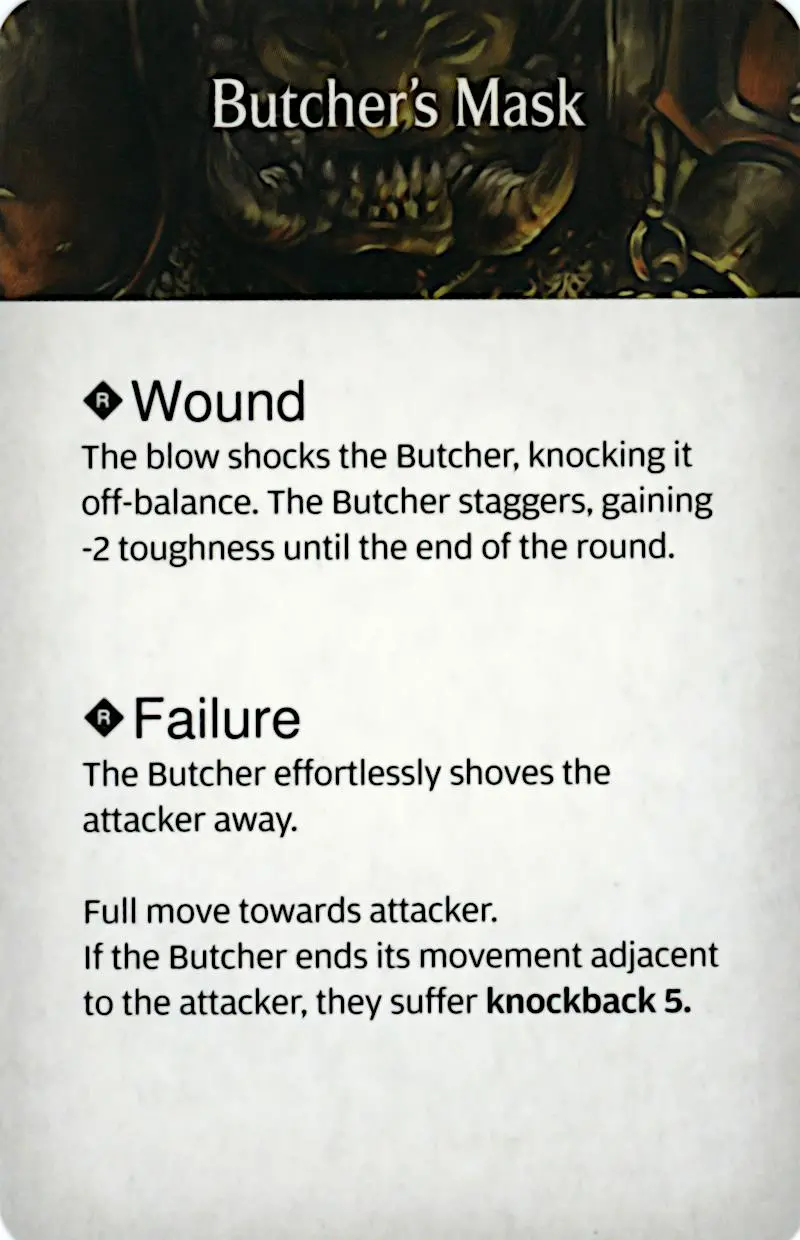 Butcher's Mask
R Wound
The blow shocks the Butcher, knocking it
off-balance. The Butcher staggers, gaining
-2 toughness until the end of the round.
R Failure
The Butcher effortlessly shoves the
attacker away.
Full move towards attacker.
If the Butcher ends its movement adjacent
to the attacker, they suffer knockback 5.